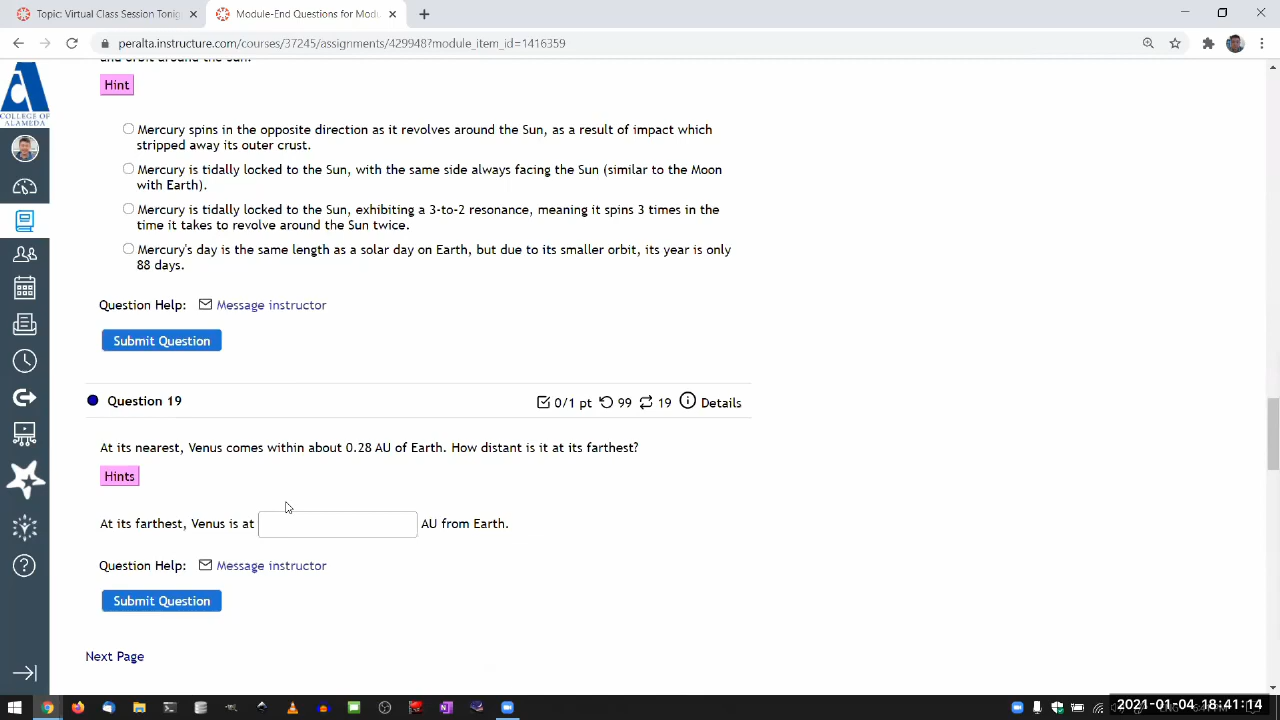 Topic: Virtual Class Session Tonig
Module-End Questions for Modu
peralta.instructure.com/courses/37245/assignments/429948?module_item_id=1416359
and orbit around the Sun.
COLLEGE OF
ALAMEDA
Hint
Mercury spins in the opposite direction as it revolves around the Sun, as a result of impact which
stripped away its outer crust.
Mercury is tidally locked to the Sun, with the same side always facing the Sun (similar to the Moon
with Earth).
Mercury is tidally locked to the Sun, exhibiting a 3-to-2 resonance, meaning it spins 3 times in the
time it takes to revolve around the Sun twice.
Mercury's day is the same length as a solar day on Earth, but due to its smaller orbit, its year is only
88 days.
Question Help: Message instructor
Submit Question
Question 19
0/1 pt 99 19 Details
At its nearest, Venus comes within about 0.28 AU of Earth. How distant is it at its farthest?
Hints
At its farthest, Venus is at AU from Earth.
Question Help: Message instructor
Submit Question
Next Page
2021-01-04 18:41:14